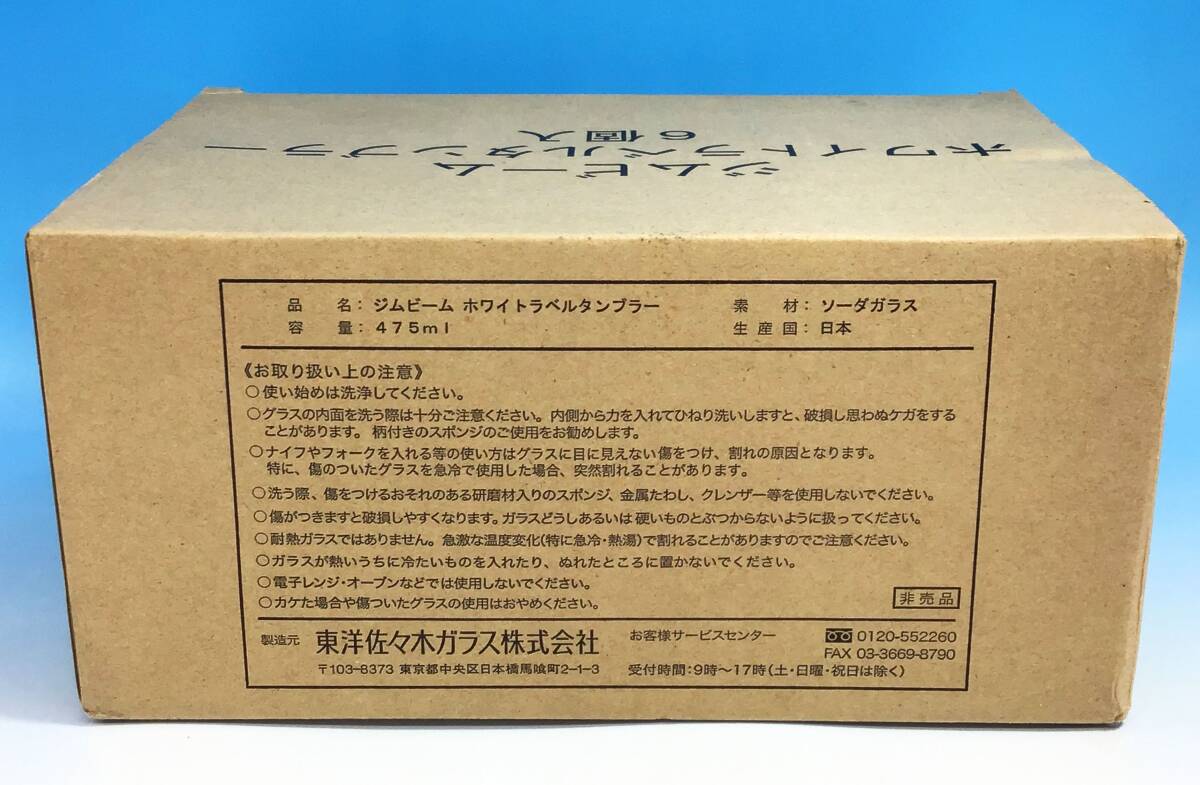 ジムビーム
ホワイトラベルタンブラー
6個入
品 名：ジムビーム ホワイトラベルタンブラー 素 材：ソーダガラス
容 量：475ml 生産国：日本
《お取り扱い上の注意》
○使い始めは洗浄してください。
○グラスの内面を洗う際は十分ご注意ください。内側から力を入れてひねり洗いしますと、破損し思わぬケガをする
ことがあります。柄付きのスポンジのご使用をお勧めします。
○ナイフやフォークを入れる等の使い方はグラスに目に見えない傷をつけ、割れの原因となります。
特に、傷のついたグラスを急冷で使用した場合、突然割れることがあります。
○洗う際、傷をつけるおそれのある研磨材入りのスポンジ、金属たわし、クレンザー等を使用しないでください。
○傷がつきますと破損しやすくなります。ガラスどうしあるいは硬いものとぶつからないように扱ってください。
○耐熱ガラスではありません。急激な温度変化(特に急冷・熱湯)で割れることがありますのでご注意ください。
○ガラスが熱いうちに冷たいものを入れたり、ぬれたところに置かないでください。
○電子レンジ・オーブンなどでは使用しないでください。
○カケた場合や傷ついたグラスの使用はおやめください。
非売品
製造元 東洋佐々木ガラス株式会社 お客様サービスセンター 0120-552260
FAX 03-3669-8790
〒103-8373 東京都中央区日本橋馬喰町2-1-3 受付時間：9時～17時(土・日曜・祝日は除く)